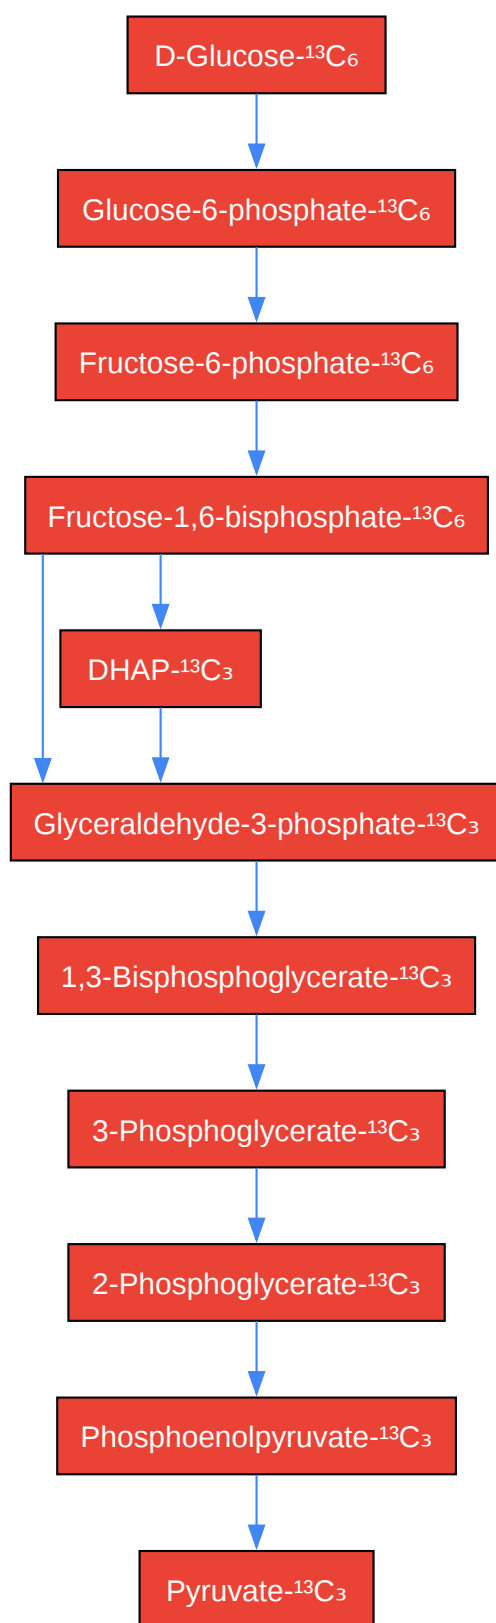 D-Glucose-¹³C₆
Glucose-6-phosphate-¹³C₆
Fructose-6-phosphate-¹³C₆
Fructose-1,6-bisphosphate-¹³C₆
DHAP-¹³C₃
Glyceraldehyde-3-phosphate-¹³C₃
1,3-Bisphosphoglycerate-¹³C₃
3-Phosphoglycerate-¹³C₃
2-Phosphoglycerate-¹³C₃
Phosphoenolpyruvate-¹³C₃
Pyruvate-¹³C₃